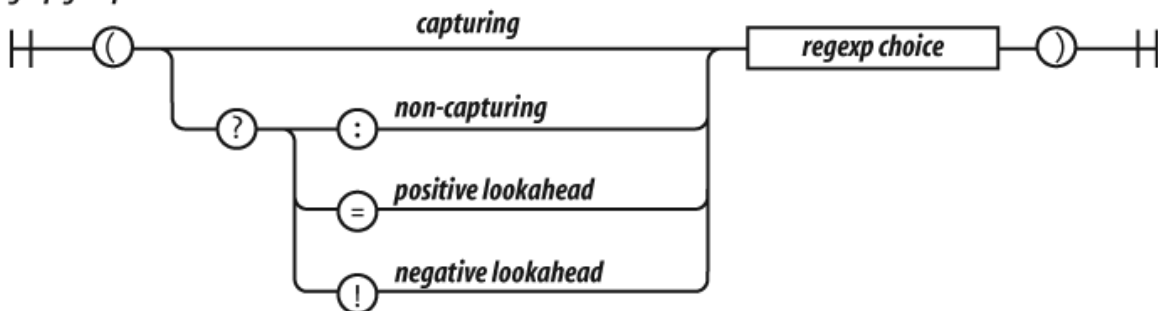 capturing
( regexp choice )
non-capturing
? :
positive lookahead
=
negative lookahead
!